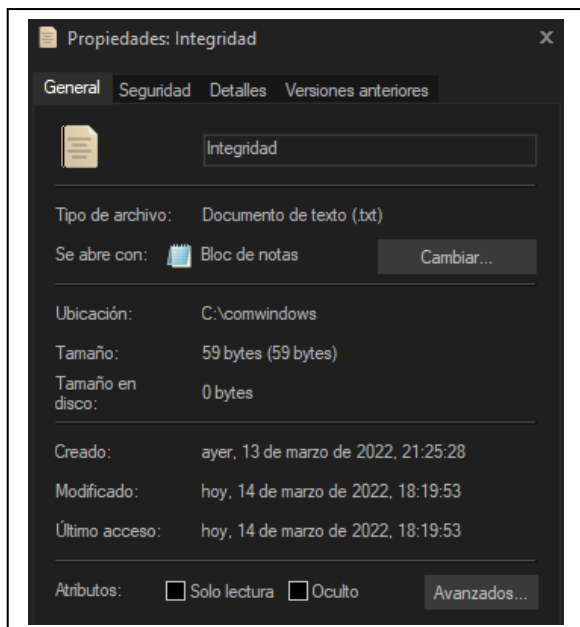 Propiedades: Integridad
General Seguridad Detalles Versiones anteriores
Integridad
Tipo de archivo: Documento de texto (.txt)
Se abre con: Bloc de notas Cambiar...
Ubicación: C:\comwindows
Tamaño: 59 bytes (59 bytes)
Tamaño en
disco: 0 bytes
Creado: ayer, 13 de marzo de 2022, 21:25:28
Modificado: hoy, 14 de marzo de 2022, 18:19:53
Último acceso: hoy, 14 de marzo de 2022, 18:19:53
Atributos: Solo lectura Oculto Avanzados...